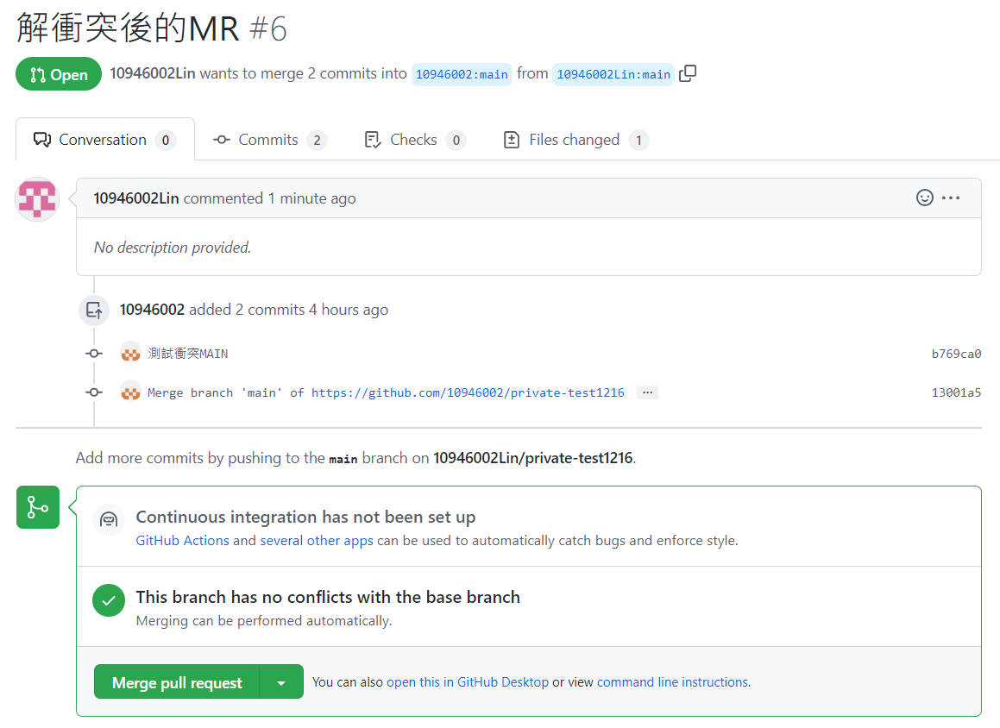 解衝突後的MR #6
Open 10946002Lin wants to merge 2 commits into 10946002:main from 10946002Lin:main
Conversation 0 Commits 2 Checks 0 Files changed 1
10946002Lin commented 1 minute ago
No description provided.
10946002 added 2 commits 4 hours ago
測試衝突MAIN b769ca0
Merge branch 'main' of https://github.com/10946002/private-test1216 ... 13001a5
Add more commits by pushing to the main branch on 10946002Lin/private-test1216.
Continuous integration has not been set up
GitHub Actions and several other apps can be used to automatically catch bugs and enforce style.
This branch has no conflicts with the base branch
Merging can be performed automatically.
Merge pull request You can also open this in GitHub Desktop or view command line instructions.